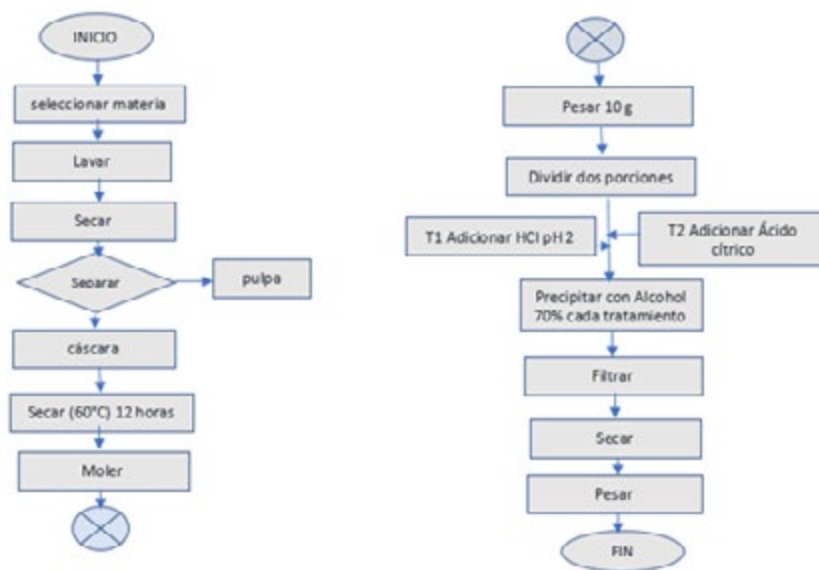 INICIO
seleccionar materia
Lavar
Secar
Separar
pulpa
cáscara
Secar (60°C) 12 horas
Moler
Pesar 10 g
Dividir dos porciones
T1 Adicionar HCl pH 2
T2 Adicionar Ácido
cítrico
Precipitar con Alcohol
70% cada tratamiento
Filtrar
Secar
Pesar
FIN